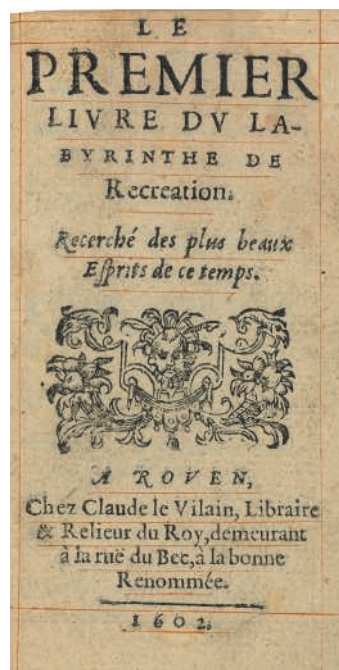 LE
PREMIER
LIVRE DV LA-
BYRINTHE DE
Recreation.
Recerché des plus beaux
Esprits de ce temps.
A ROVEN,
Chez Claude le Vilain, Libraire
& Relieur du Roy, demeurant
à la ruë du Bec, à la bonne
Renommée.
1602.